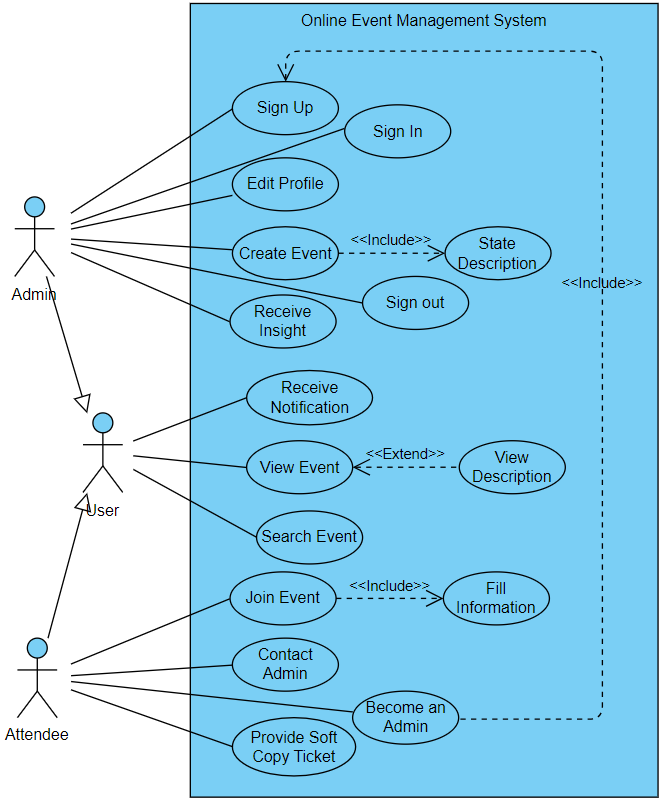 Online Event Management System
Sign Up
Sign In
Edit Profile
Create Event
<<Include>>
State
Description
<<Include>>
Sign out
Receive
Insight
Admin
Receive
Notification
View Event
<<Extend>>
View
Description
User
Search Event
Join Event
<<Include>>
Fill
Information
Contact
Admin
Become an
Admin
Provide Soft
Copy Ticket
Attendee